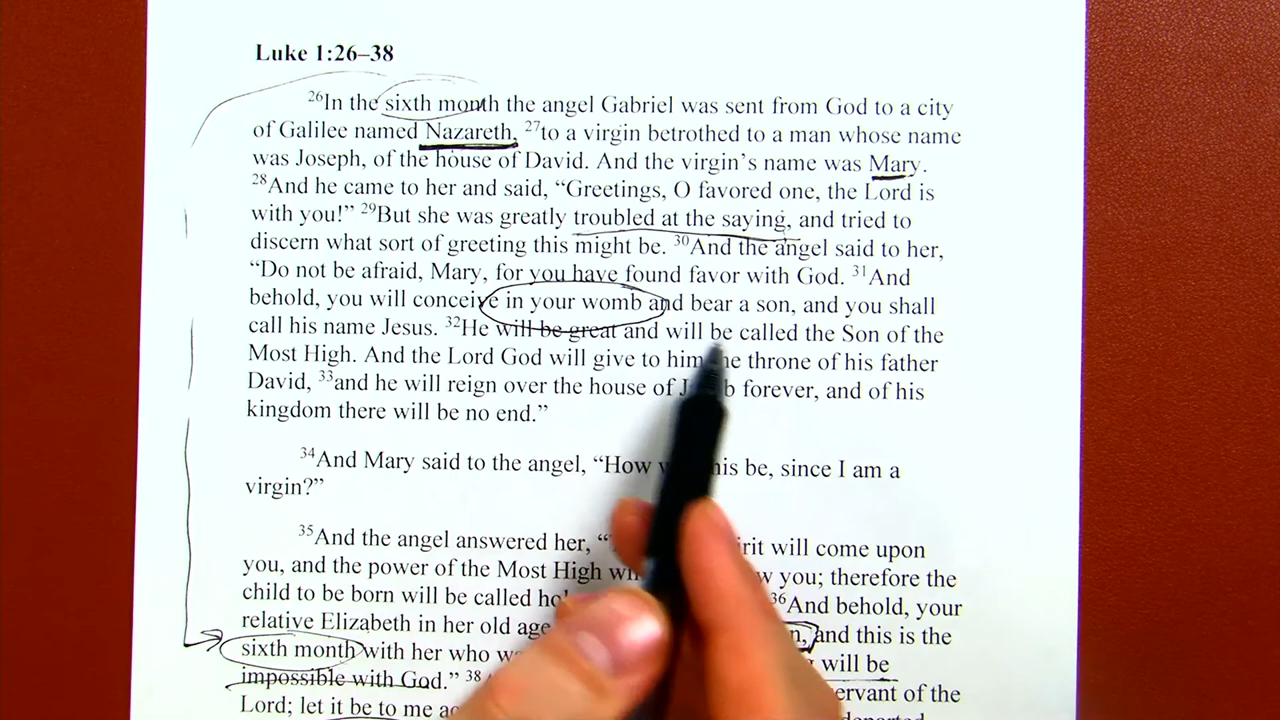 Luke 1:26–38
26In the sixth month the angel Gabriel was sent from God to a city
of Galilee named Nazareth, 27to a virgin betrothed to a man whose name
was Joseph, of the house of David. And the virgin's name was Mary.
28And he came to her and said, “Greetings, O favored one, the Lord is
with you!” 29But she was greatly troubled at the saying, and tried to
discern what sort of greeting this might be. 30And the angel said to her,
“Do not be afraid, Mary, for you have found favor with God. 31And
behold, you will conceive in your womb and bear a son, and you shall
call his name Jesus. 32He will be great and will be called the Son of the
Most High. And the Lord God will give to him the throne of his father
David, 33and he will reign over the house of b forever, and of his
kingdom there will be no end.”
34And Mary said to the angel, “How his be, since I am a
virgin?”
35And the angel answered her, “ rit will come upon
you, and the power of the Most High w you; therefore the
child to be born will be called 36And behold, your
relative Elizabeth in her old age n, and this is the
sixth month with her who will be
impossible with God.” 38
Lord; let it be to me ervant of the
departed